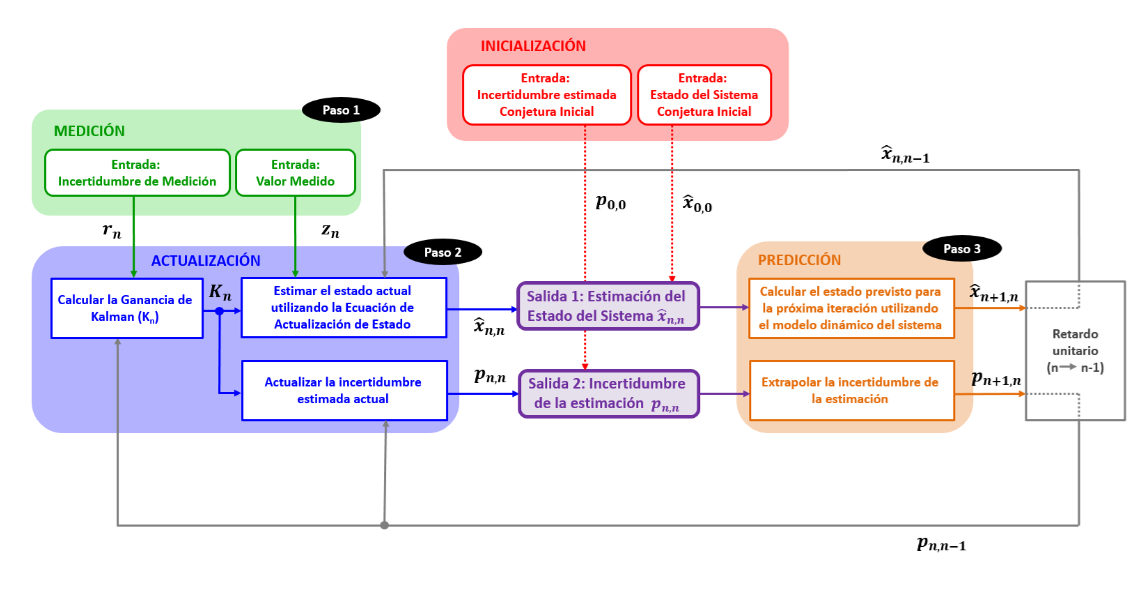 INICIALIZACIÓN
Entrada:
Incertidumbre estimada
Conjetura Inicial
Entrada:
Estado del Sistema
Conjetura Inicial
Paso 1
MEDICIÓN
Entrada:
Incertidumbre de Medición
Entrada:
Valor Medido
r_n
z_n
p_{0,0}
x̂_{0,0}
x̂_{n,n−1}
Paso 2
ACTUALIZACIÓN
Calcular la Ganancia de
Kalman (K_n)
K_n
Estimar el estado actual
utilizando la Ecuación de
Actualización de Estado
Actualizar la incertidumbre
estimada actual
x̂_{n,n}
p_{n,n}
Salida 1: Estimación del
Estado del Sistema x̂_{n,n}
Salida 2: Incertidumbre
de la estimación p_{n,n}
Paso 3
PREDICCIÓN
Calcular el estado previsto para
la próxima iteración utilizando
el modelo dinámico del sistema
Extrapolar la incertidumbre de
la estimación
x̂_{n+1,n}
p_{n+1,n}
Retardo
unitario
(n→ n-1)
p_{n,n−1}